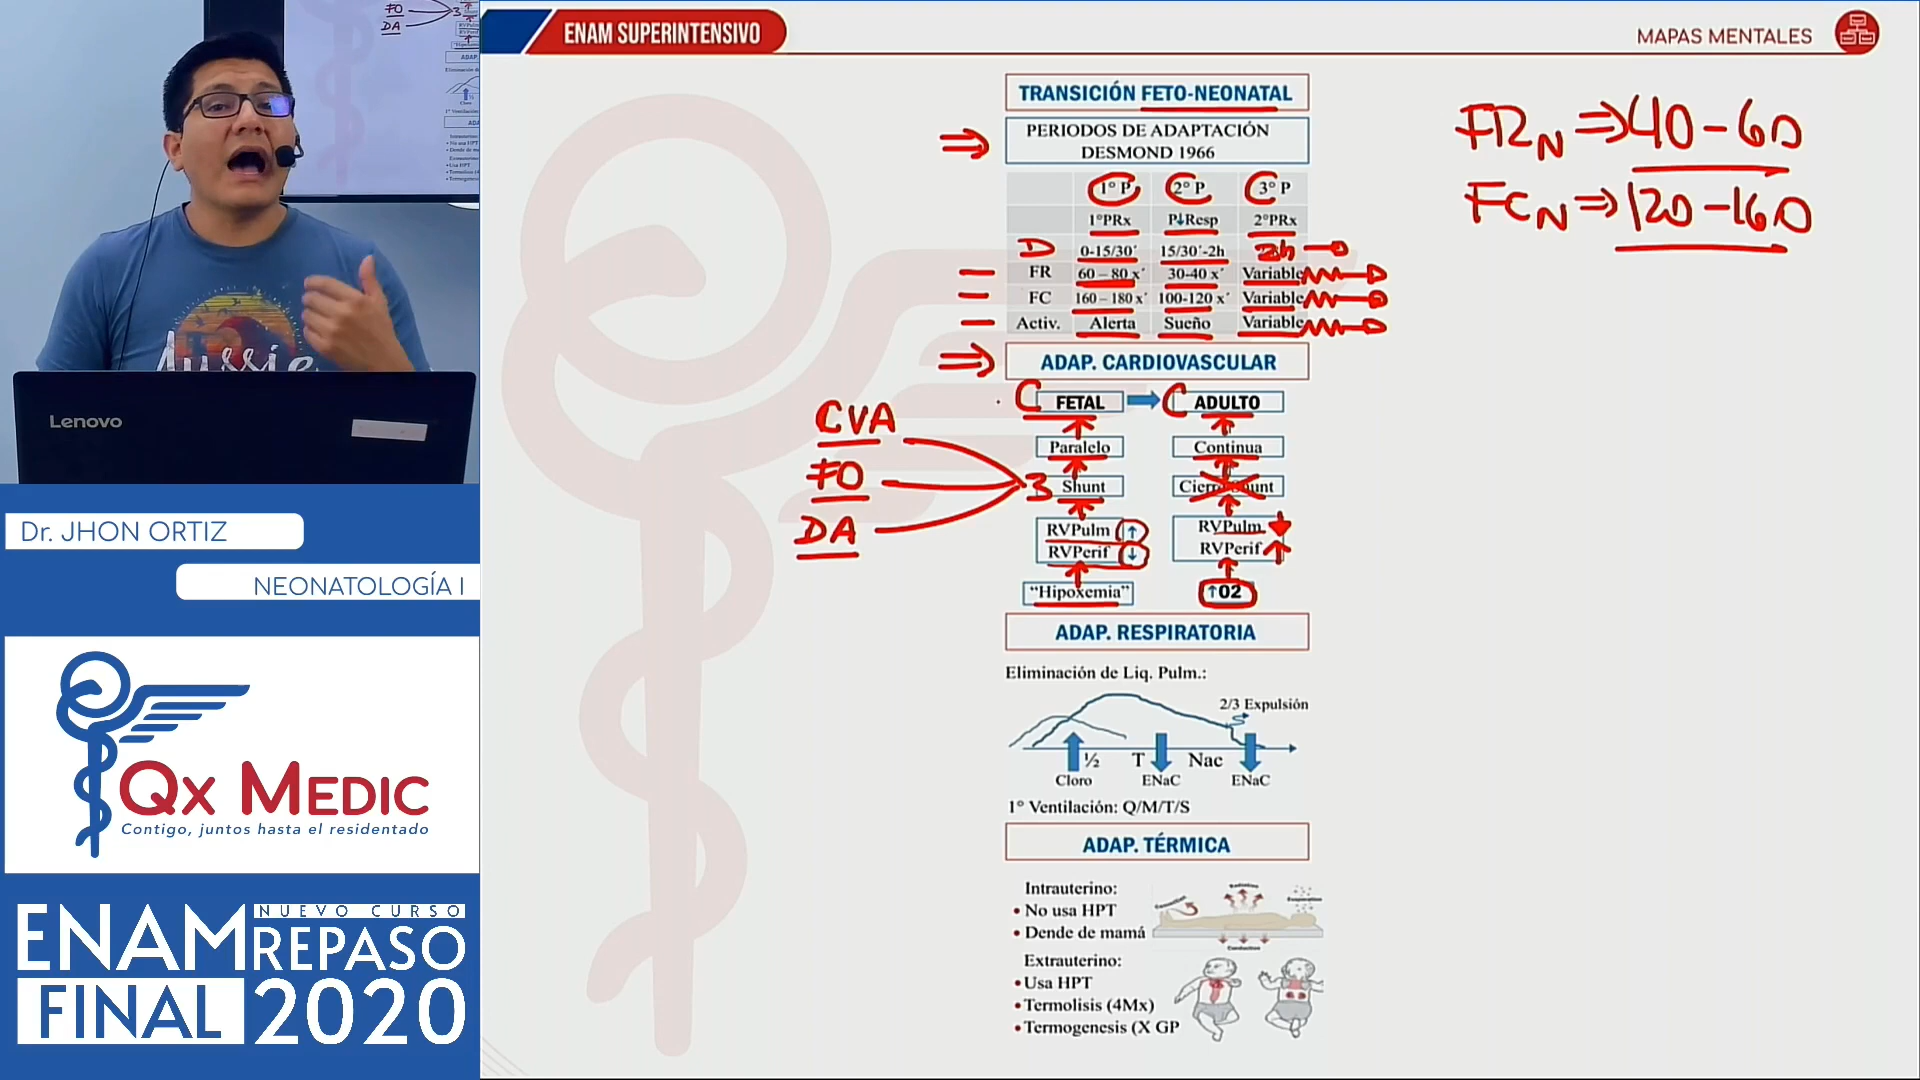 FO
DA
Lenovo
Aussie
Dr. JHON ORTIZ
NEONATOLOGÍA I
QX MEDIC
Contigo, juntos hasta el residentado
ENAM
NUEVO CURSO
REPASO
FINAL 2020
ENAM SUPERINTENSIVO
MAPAS MENTALES
TRANSICIÓN FETO-NEONATAL
PERIODOS DE ADAPTACIÓN
DESMOND 1966
1° P 2° P 3° P
1°PRx P↓Resp 2°PRx
D 0-15/30´ 15/30´-2h 2h
FR 60 – 80 x´ 30-40 x´ Variable
FC 160 – 180 x´ 100-120 x´ Variable
Activ. Alerta Sueño Variable
FRN ⇒ 40 - 60
FCN ⇒ 120 - 160
ADAP. CARDIOVASCULAR
C FETAL C ADULTO
Paralelo Continua
3 Shunt Cierre Shunt
RVPulm ↑ RVPulm ↓
RVPerif ↓ RVPerif ↑
“Hipoxemia” ↑02
CVA
FO
DA
ADAP. RESPIRATORIA
Eliminación de Liq. Pulm.:
2/3 Expulsión
½ T Nac
Cloro ENaC ENaC
1° Ventilación: Q/M/T/S
ADAP. TÉRMICA
Intrauterino:
• No usa HPT
• Dende de mamá
Extrauterino:
• Usa HPT
• Termolisis (4Mx)
• Termogenesis (X GP